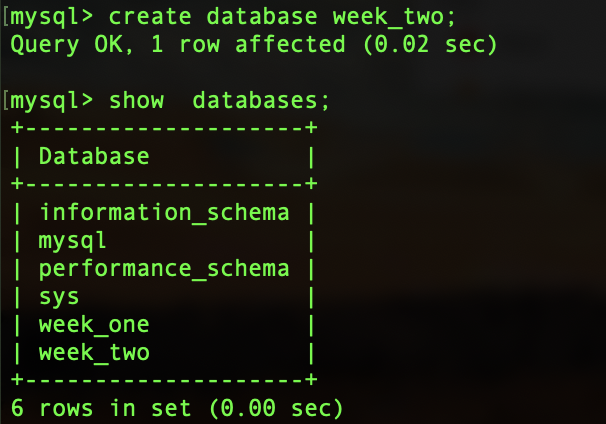 [mysql> create database week_two;
Query OK, 1 row affected (0.02 sec)

[mysql> show  databases;
+--------------------+
| Database           |
+--------------------+
| information_schema |
| mysql              |
| performance_schema |
| sys                |
| week_one           |
| week_two           |
+--------------------+
6 rows in set (0.00 sec)